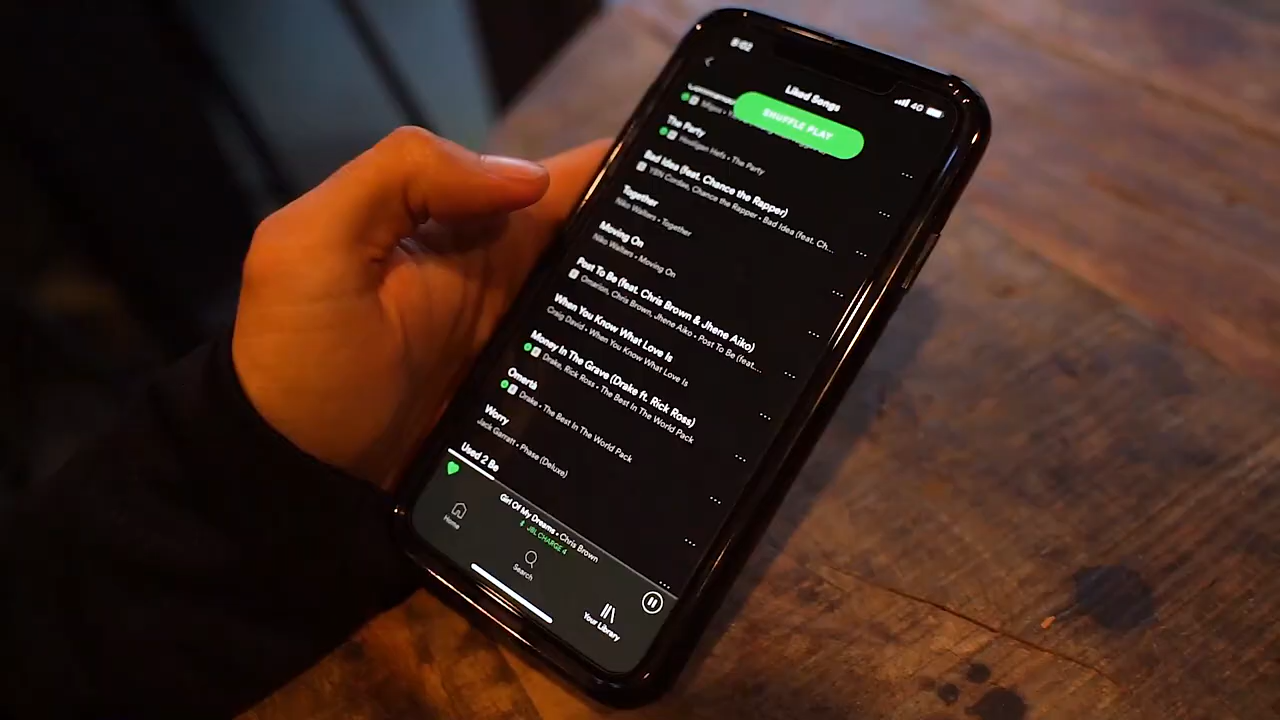 8:02
4G
Liked Songs
SHUFFLE PLAY
The Party
E Hooligan Hefs • The Party
Bad Idea (feat. Chance the Rapper)
E YBN Cordae, Chance the Rapper • Bad Idea (feat. Ch...
Together
Niko Walters • Together
Moving On
Niko Walters • Moving On
Post To Be (feat. Chris Brown & Jhene Aiko)
E Omarion, Chris Brown, Jhene Aiko • Post To Be (feat...
When You Know What Love Is
Craig David • When You Know What Love Is
Money In The Grave (Drake ft. Rick Ross)
E Drake, Rick Ross • The Best In The World Pack
Omertà
E Drake • The Best In The World Pack
Worry
Jack Garratt • Phase (Deluxe)
Used 2 Be
Girl Of My Dreams • Chris Brown
JBL CHARGE 4
Home
Search
Your Library